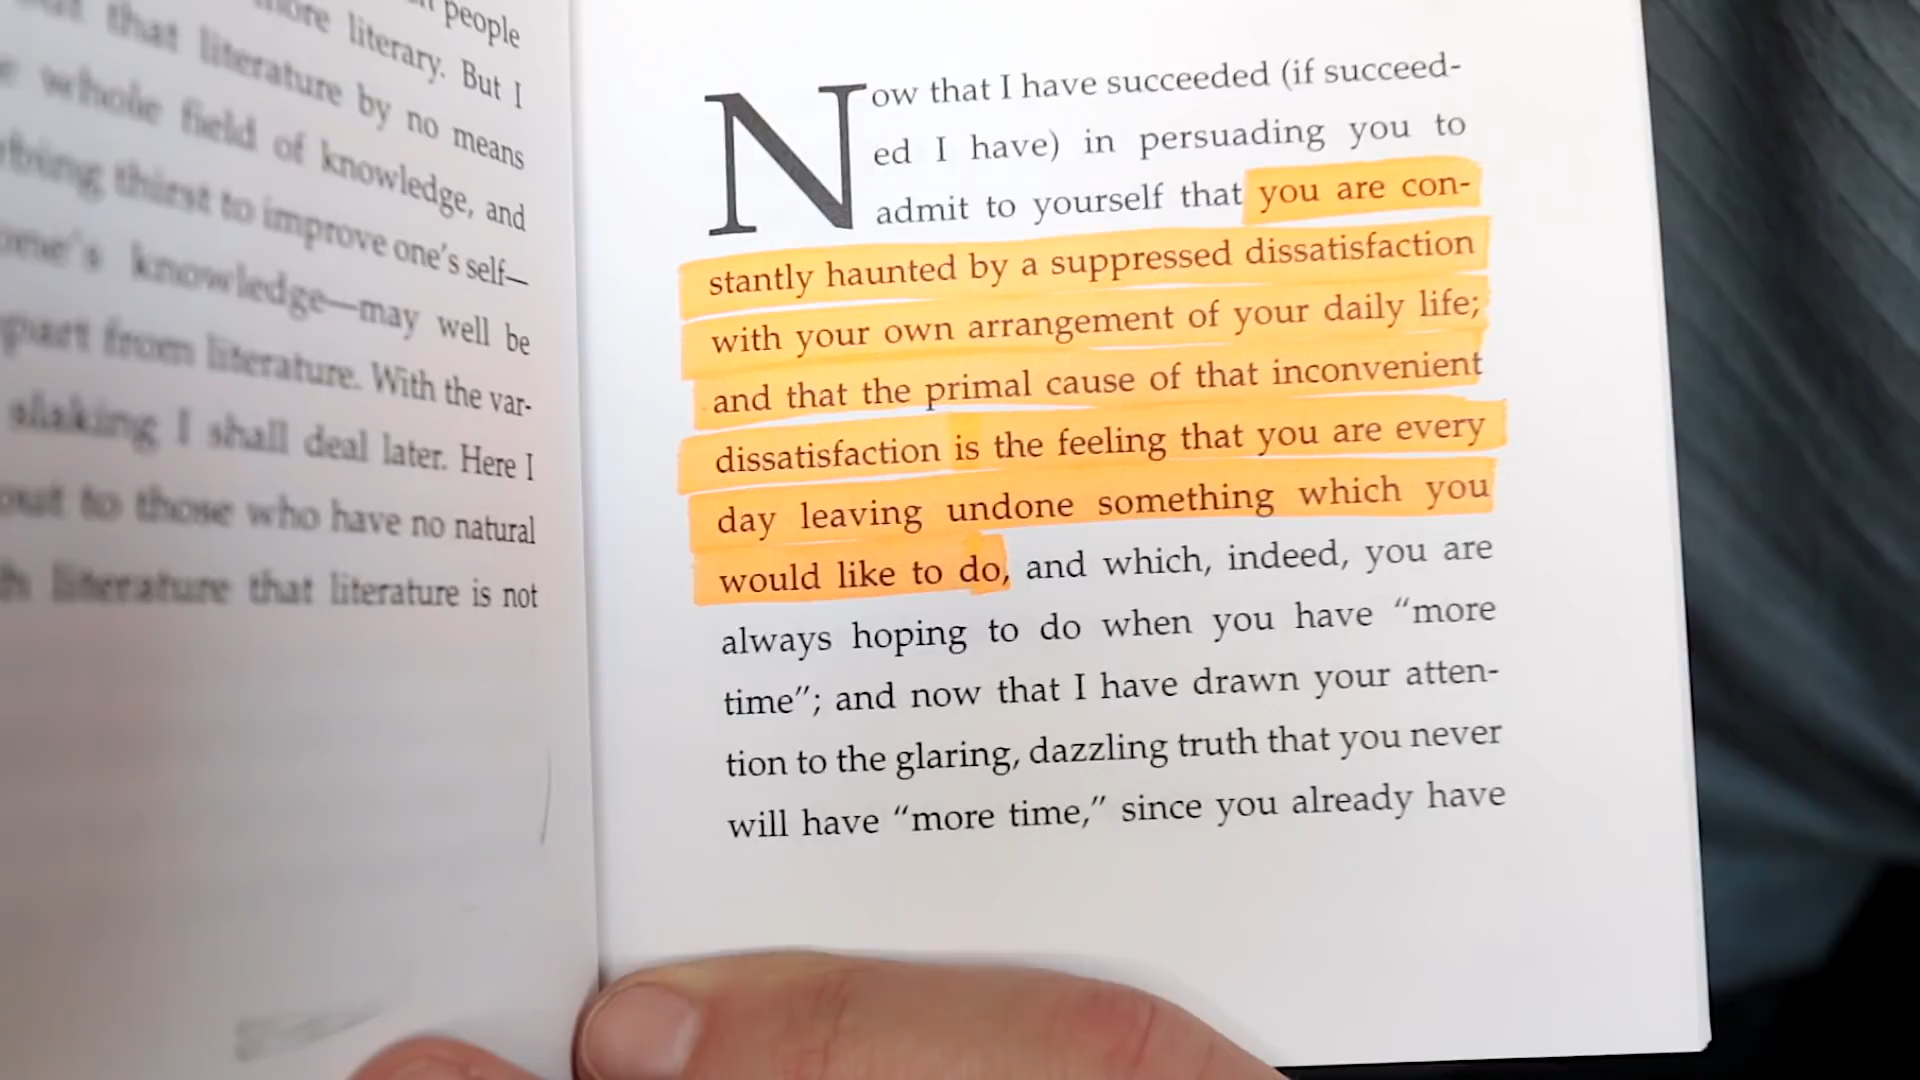 people
more literary. But I
that literature by no means
whole field of knowledge, and
thirst to improve one's self—
knowledge—may well be
from literature. With the var-
slaking I shall deal later. Here I
to those who have no natural
literature that literature is not
Now that I have succeeded (if succeed-
ed I have) in persuading you to
admit to yourself that you are con-
stantly haunted by a suppressed dissatisfaction
with your own arrangement of your daily life;
and that the primal cause of that inconvenient
dissatisfaction is the feeling that you are every
day leaving undone something which you
would like to do, and which, indeed, you are
always hoping to do when you have “more
time”; and now that I have drawn your atten-
tion to the glaring, dazzling truth that you never
will have “more time,” since you already have